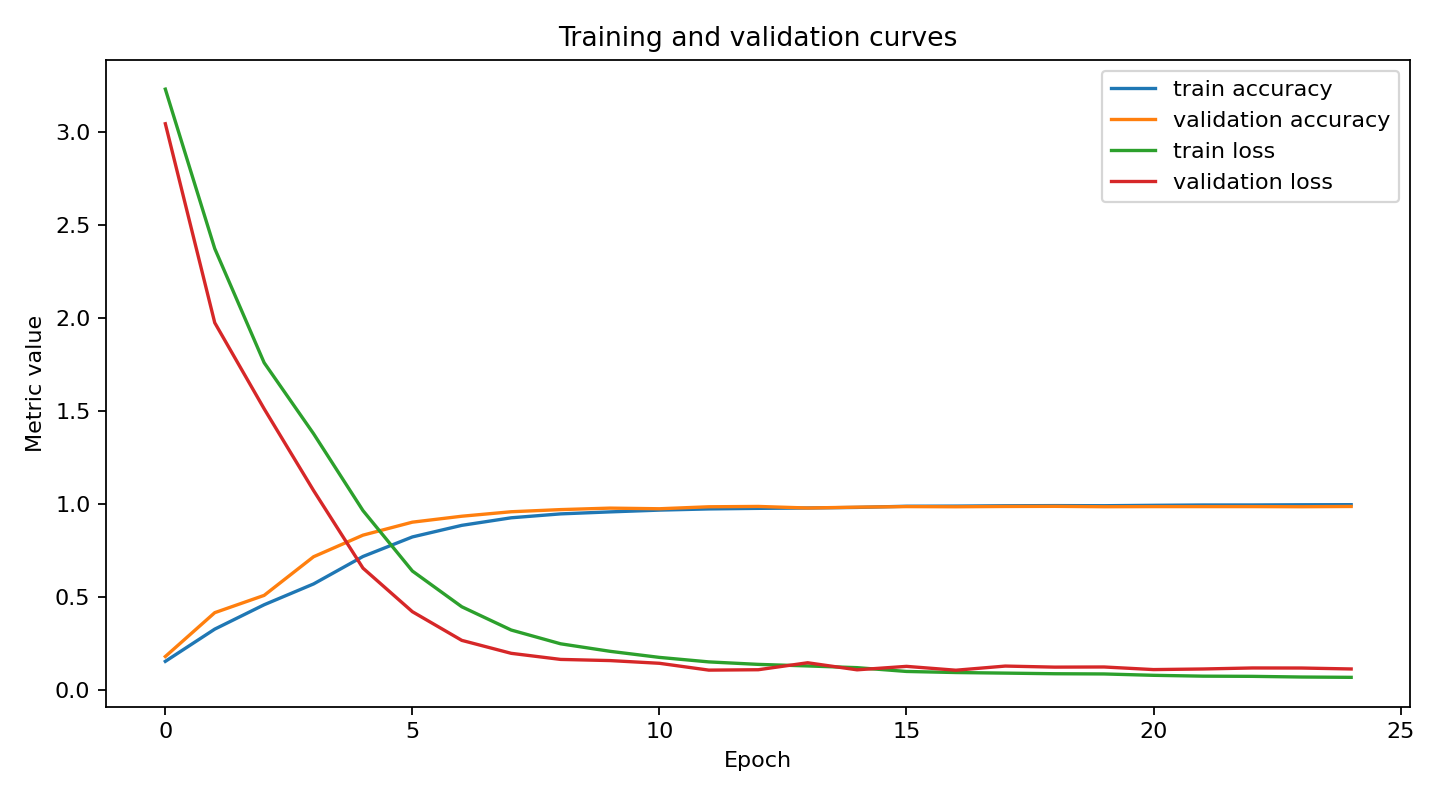 Training and validation curves
train accuracy
validation accuracy
train loss
validation loss
Metric value
3.0
2.5
2.0
1.5
1.0
0.5
0.0
0 5 10 15 20 25
Epoch